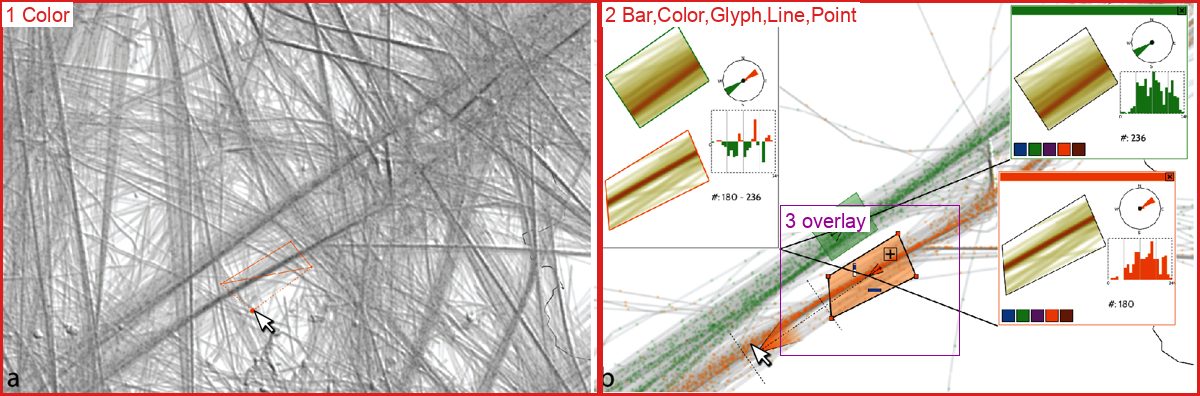 1 Color
a
2 Bar,Color,Glyph,Line,Point
#: 180 - 236
#: 236
3 overlay
#: 180
b